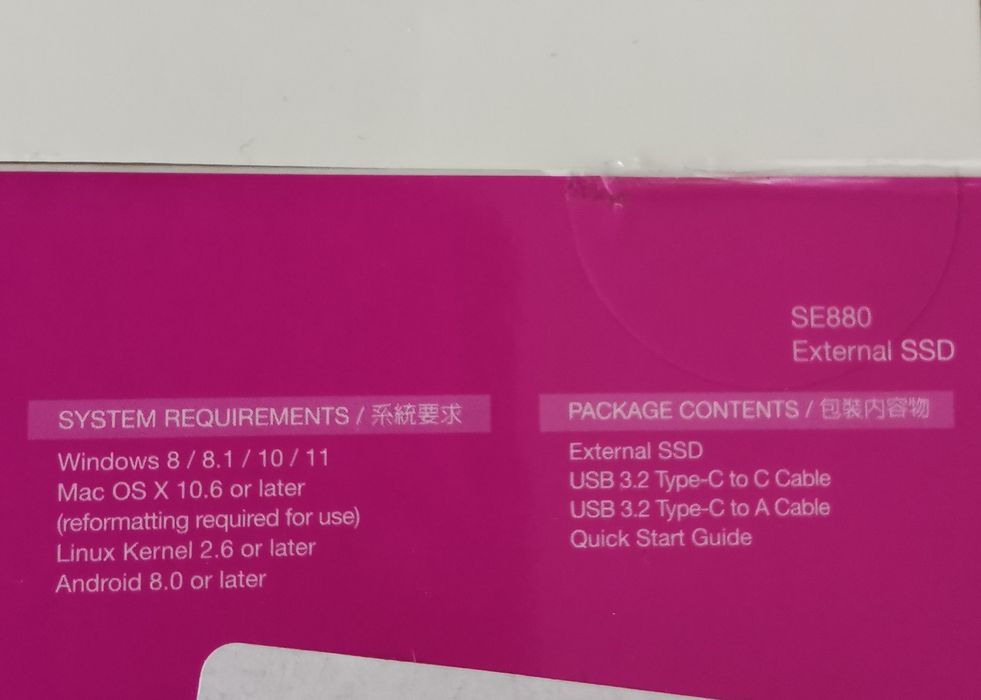 SE880
External SSD
SYSTEM REQUIREMENTS / 系統要求
Windows 8 / 8.1 / 10 / 11
Mac OS X 10.6 or later
(reformatting required for use)
Linux Kernel 2.6 or later
Android 8.0 or later
PACKAGE CONTENTS / 包裝內容物
External SSD
USB 3.2 Type-C to C Cable
USB 3.2 Type-C to A Cable
Quick Start Guide